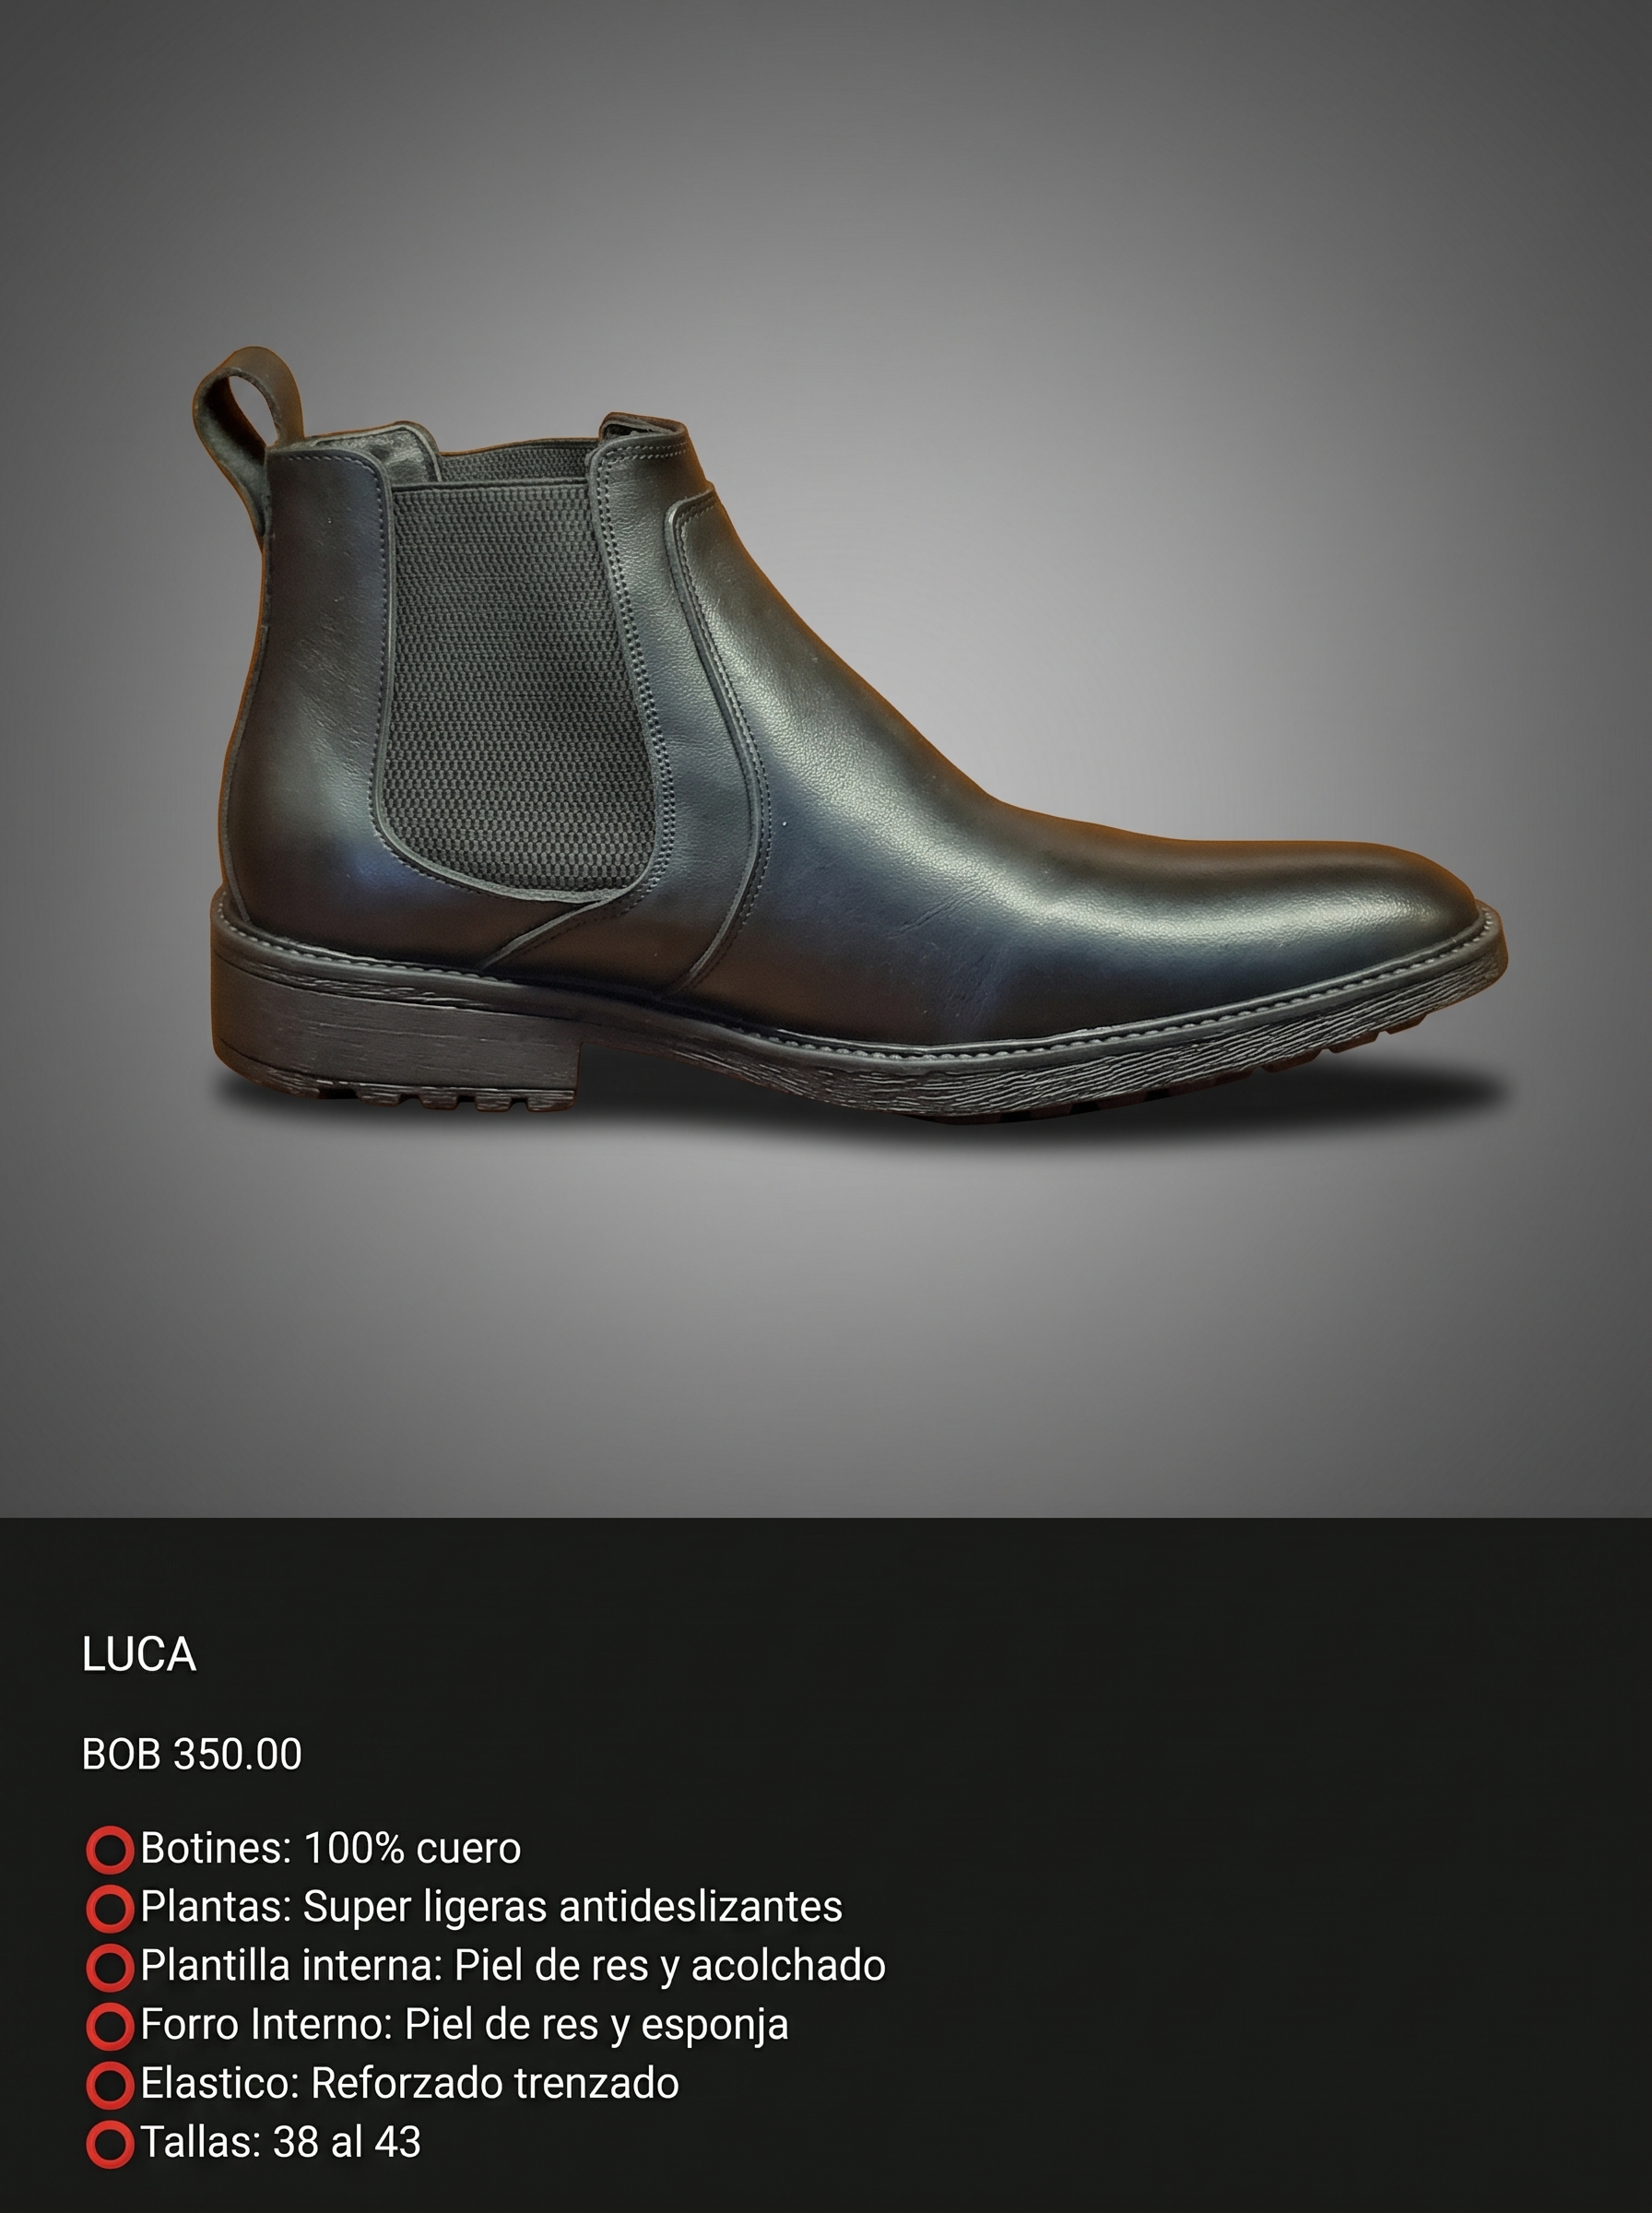 LUCA
BOB 350.00
⭕Botines: 100% cuero
⭕Plantas: Super ligeras antideslizantes
⭕Plantilla interna: Piel de res y acolchado
⭕Forro Interno: Piel de res y esponja
⭕Elastico: Reforzado trenzado
⭕Tallas: 38 al 43